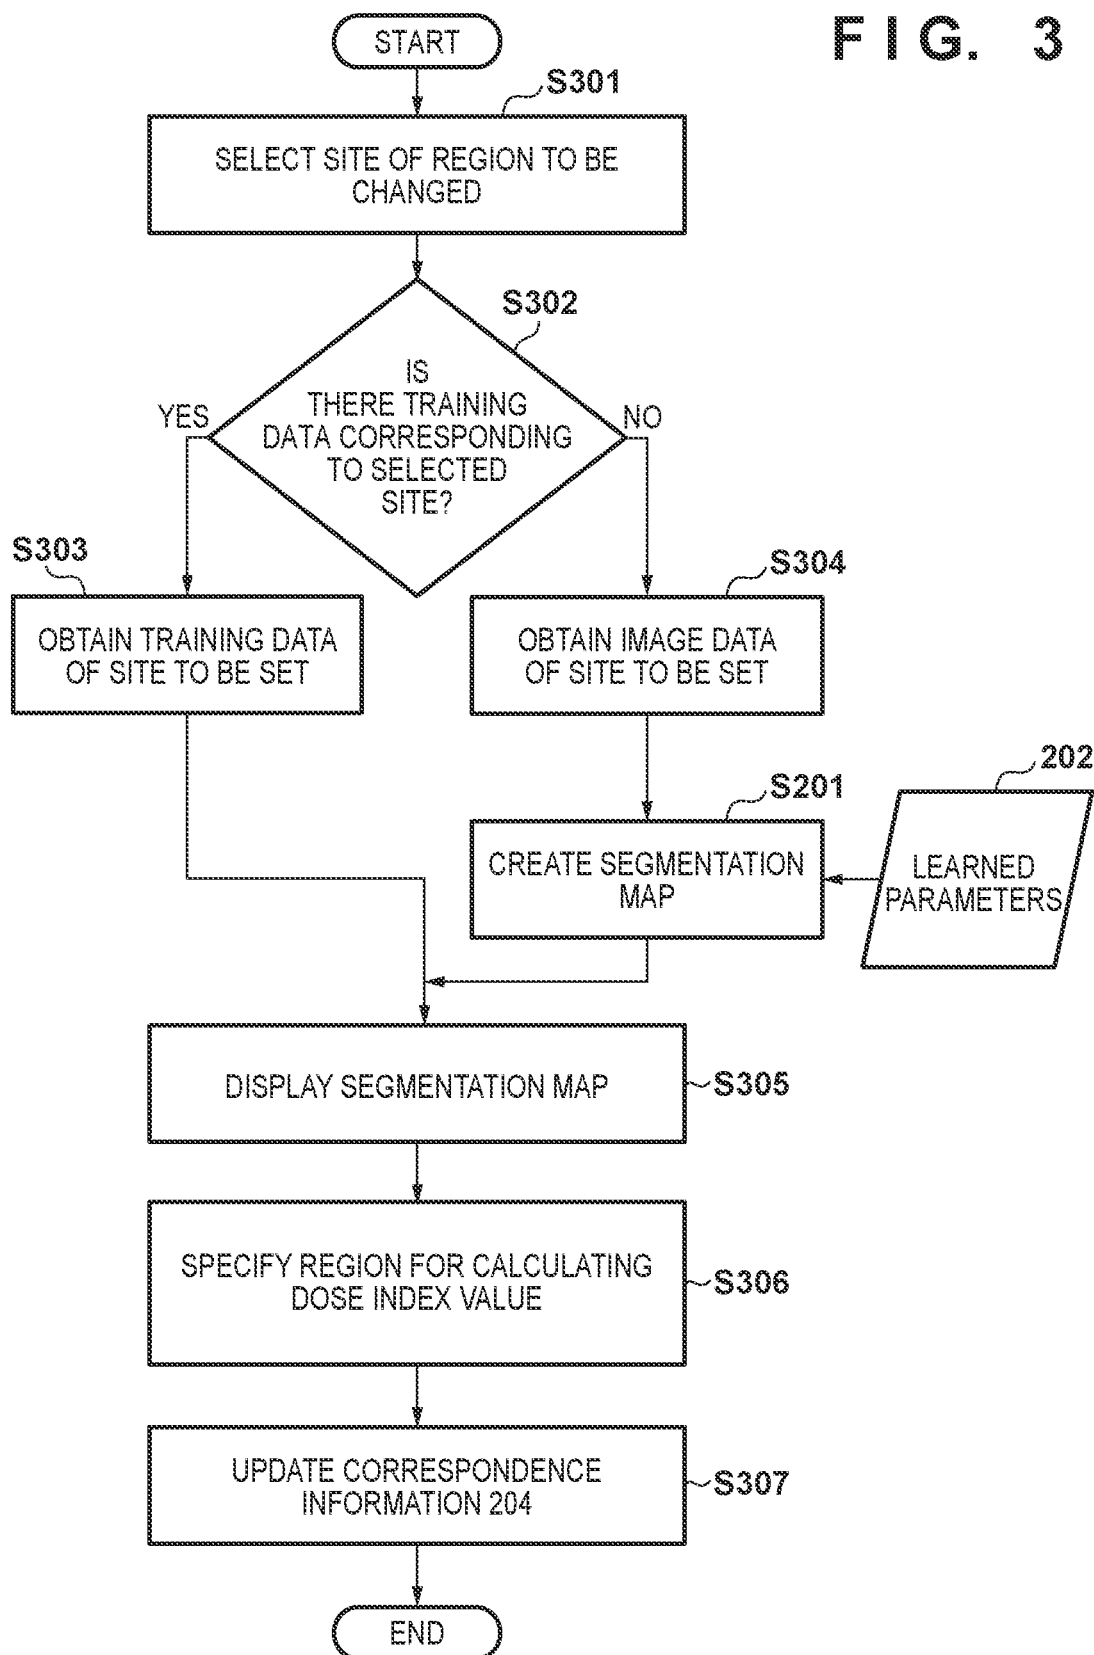 FIG. 3
START
S301
SELECT SITE OF REGION TO BE
CHANGED
S302
IS
THERE TRAINING
DATA CORRESPONDING
TO SELECTED
SITE?
YES
NO
S303
OBTAIN TRAINING DATA
OF SITE TO BE SET
S304
OBTAIN IMAGE DATA
OF SITE TO BE SET
S201
CREATE SEGMENTATION
MAP
202
LEARNED
PARAMETERS
DISPLAY SEGMENTATION MAP
S305
SPECIFY REGION FOR CALCULATING
DOSE INDEX VALUE
S306
UPDATE CORRESPONDENCE
INFORMATION 204
S307
END